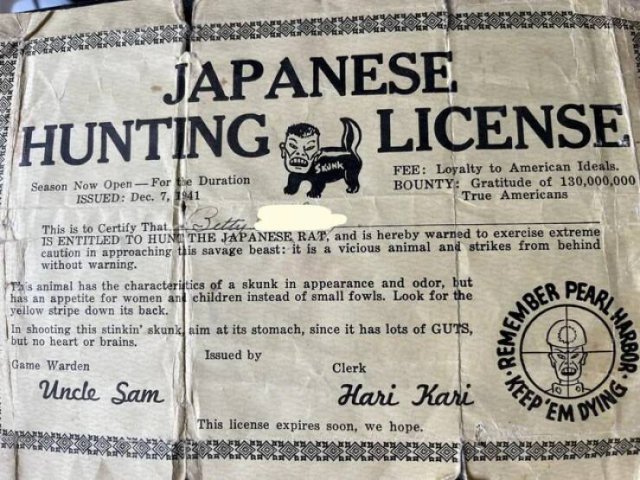 JAPANESE
HUNTING LICENSE
SKUNK
Season Now Open — For the Duration
ISSUED: Dec. 7, 1941
FEE: Loyalty to American Ideals.
BOUNTY: Gratitude of 130,000,000
True Americans
This is to Certify That Betty
IS ENTITLED TO HUNT THE JAPANESE RAT, and is hereby warned to exercise extreme
caution in approaching this savage beast: it is a vicious animal and strikes from behind
without warning.
This animal has the characteristics of a skunk in appearance and odor, but
has an appetite for women and children instead of small fowls. Look for the
yellow stripe down its back.
In shooting this stinkin' skunk, aim at its stomach, since it has lots of GUTS,
but no heart or brains.
Game Warden
Uncle Sam
Issued by
Clerk
Hari Kari
This license expires soon, we hope.
REMEMBER PEARL HARBOR
KEEP 'EM DYING